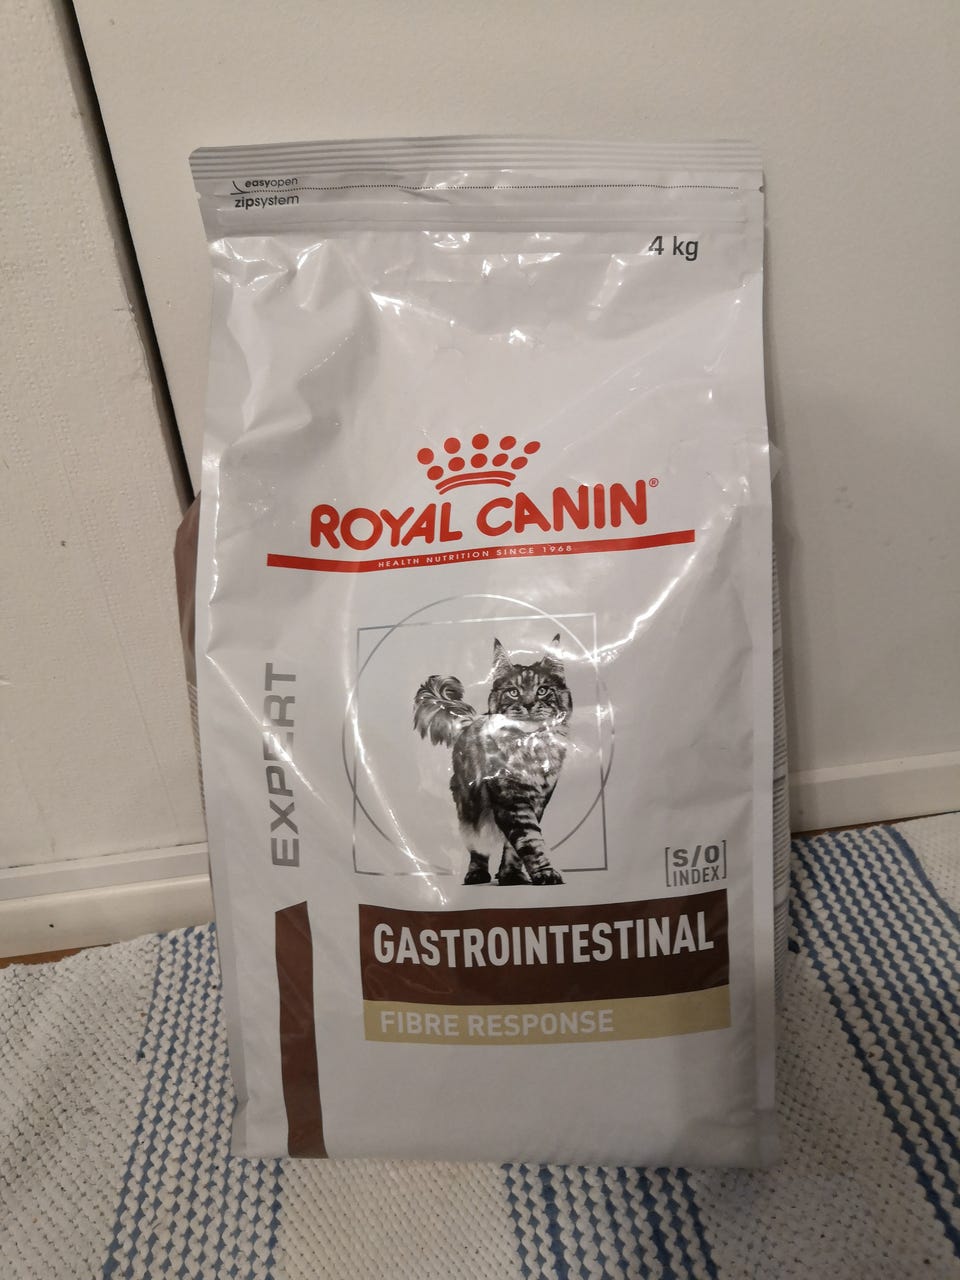 easyopen
zipsystem
4 kg
ROYAL CANIN®
HEALTH NUTRITION SINCE 1968
EXPERT
[S/O
INDEX]
GASTROINTESTINAL
FIBRE RESPONSE